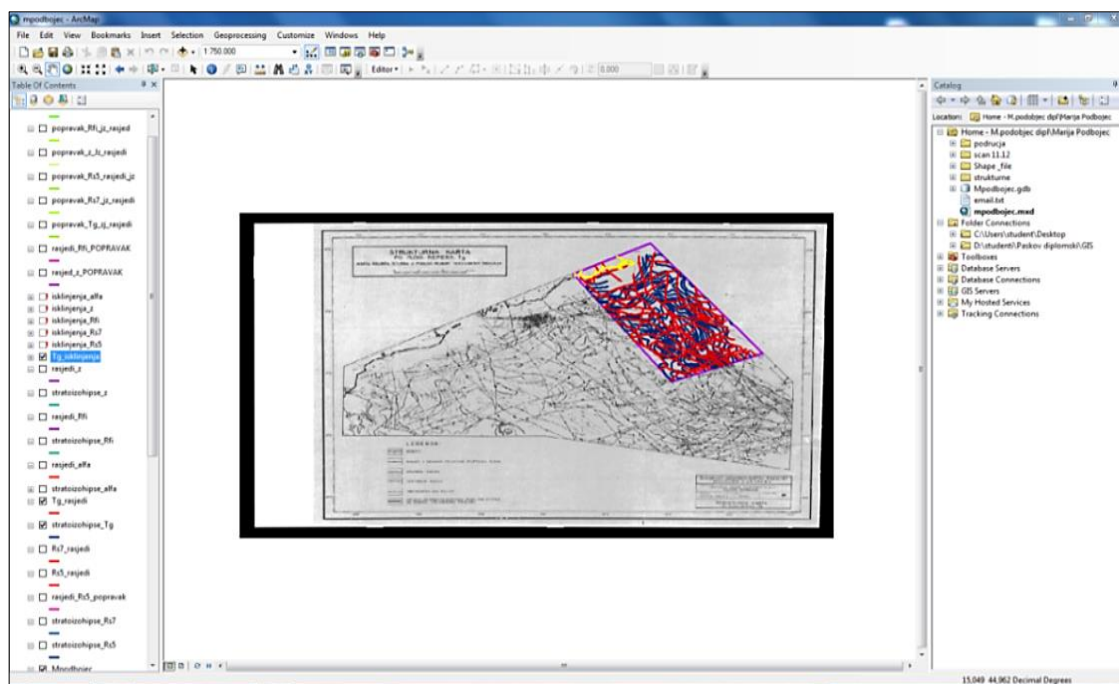 mpodbojec - ArcMap
File Edit View Bookmarks Insert Selection Geoprocessing Customize Windows Help
1:750.000
Editor
0,000
Table Of Contents
popravak_Rfi_jz_rasjed
popravak_z_Jz_rasjedi
popravak_Rs5_rasjedi_jz
popravak_Rs7_jz_rasjedi
popravak_Tg_zj_rasjedi
rasjedi_Rfi_POPRAVAK
rasjed_z_POPRAVAK
isklinjenja_alfa
isklinjenja_z
isklinjenja_Rfi
isklinjenja_Rs7
isklinjenja_Rs5
Tg_isklinjenja
rasjedi_z
stratoizohipse_z
rasjedi_Rfi
stratoizohipse_Rfi
rasjedi_alfa
stratoizohipse_alfa
Tg_rasjedi
stratoizohipse_Tg
Rs7_rasjedi
Rs5_rasjedi
rasjedi_Rs5_popravak
stratoizohipse_Rs7
stratoizohipse_Rs5
Mpodbojec
STRUKTURNA KARTA
LEGENDA
Catalog
Location: Home - M.podobjec dipl\Marija Podbojec
Home - M.podobjec dipl\Marija Podbojec
podrucja
scan 11.12
Shape_file
strukturne
Mpodbojec.gdb
email.txt
mpodbojec.mxd
Folder Connections
C:\Users\student\Desktop
D:\studenti\Paskov diplomski\GIS
Toolboxes
Database Servers
Database Connections
GIS Servers
My Hosted Services
Tracking Connections
15,049 44,962 Decimal Degrees